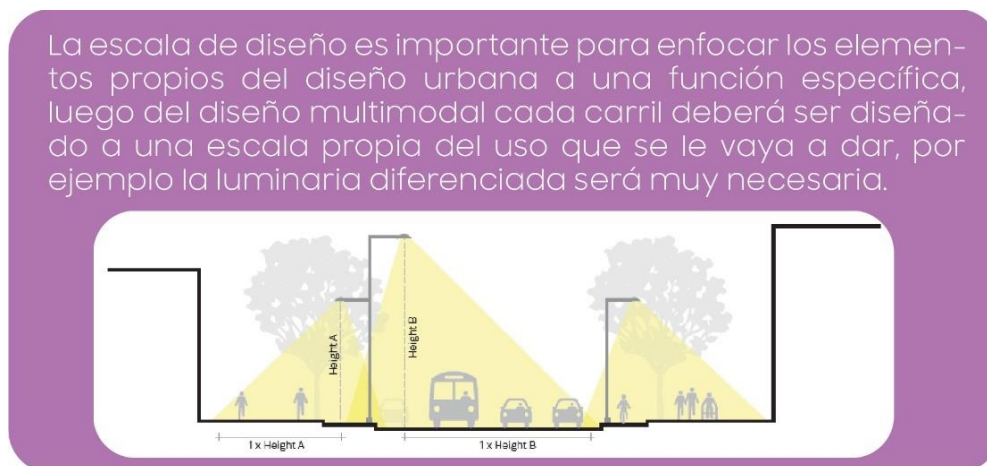 La escala de diseño es importante para enfocar los elemen-
tos propios del diseño urbana a una función específica,
luego del diseño multimodal cada carril deberá ser diseña-
do a una escala propia del uso que se le vaya a dar, por
ejemplo la luminaria diferenciada será muy necesaria.
Height A
Height B
1 x Height A
1 x Height B